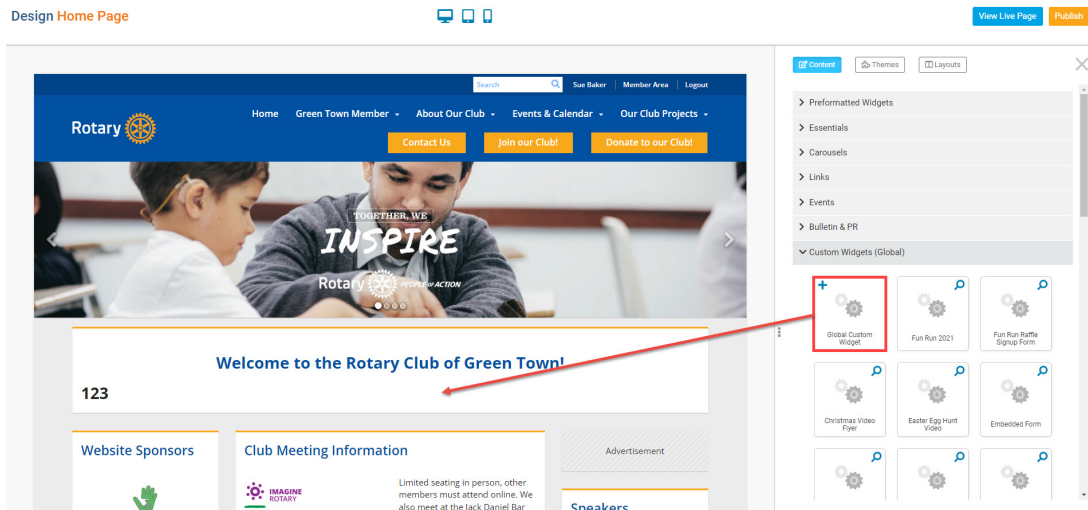 Design Home Page
View Live Page
Publish
Content
Themes
Layouts
Search
Sue Baker
Member Area
Logout
Rotary
Home
Green Town Member
About Our Club
Events & Calendar
Our Club Projects
Contact Us
Join our Club!
Donate to our Club!
TOGETHER, WE
INSPIRE
Rotary
PEOPLE OF ACTION
Welcome to the Rotary Club of Green Town!
123
Website Sponsors
Club Meeting Information
IMAGINE
ROTARY
Limited seating in person, other
members must attend online. We
also meet at the Jack Daniel Bar
Advertisement
Speakers
Preformatted Widgets
Essentials
Carousels
Links
Events
Bulletin & PR
Custom Widgets (Global)
Global Custom
Widget
Fun Run 2021
Fun Run Raffle
Signup Form
Christmas Video
Flyer
Easter Egg Hunt
Video
Embedded Form